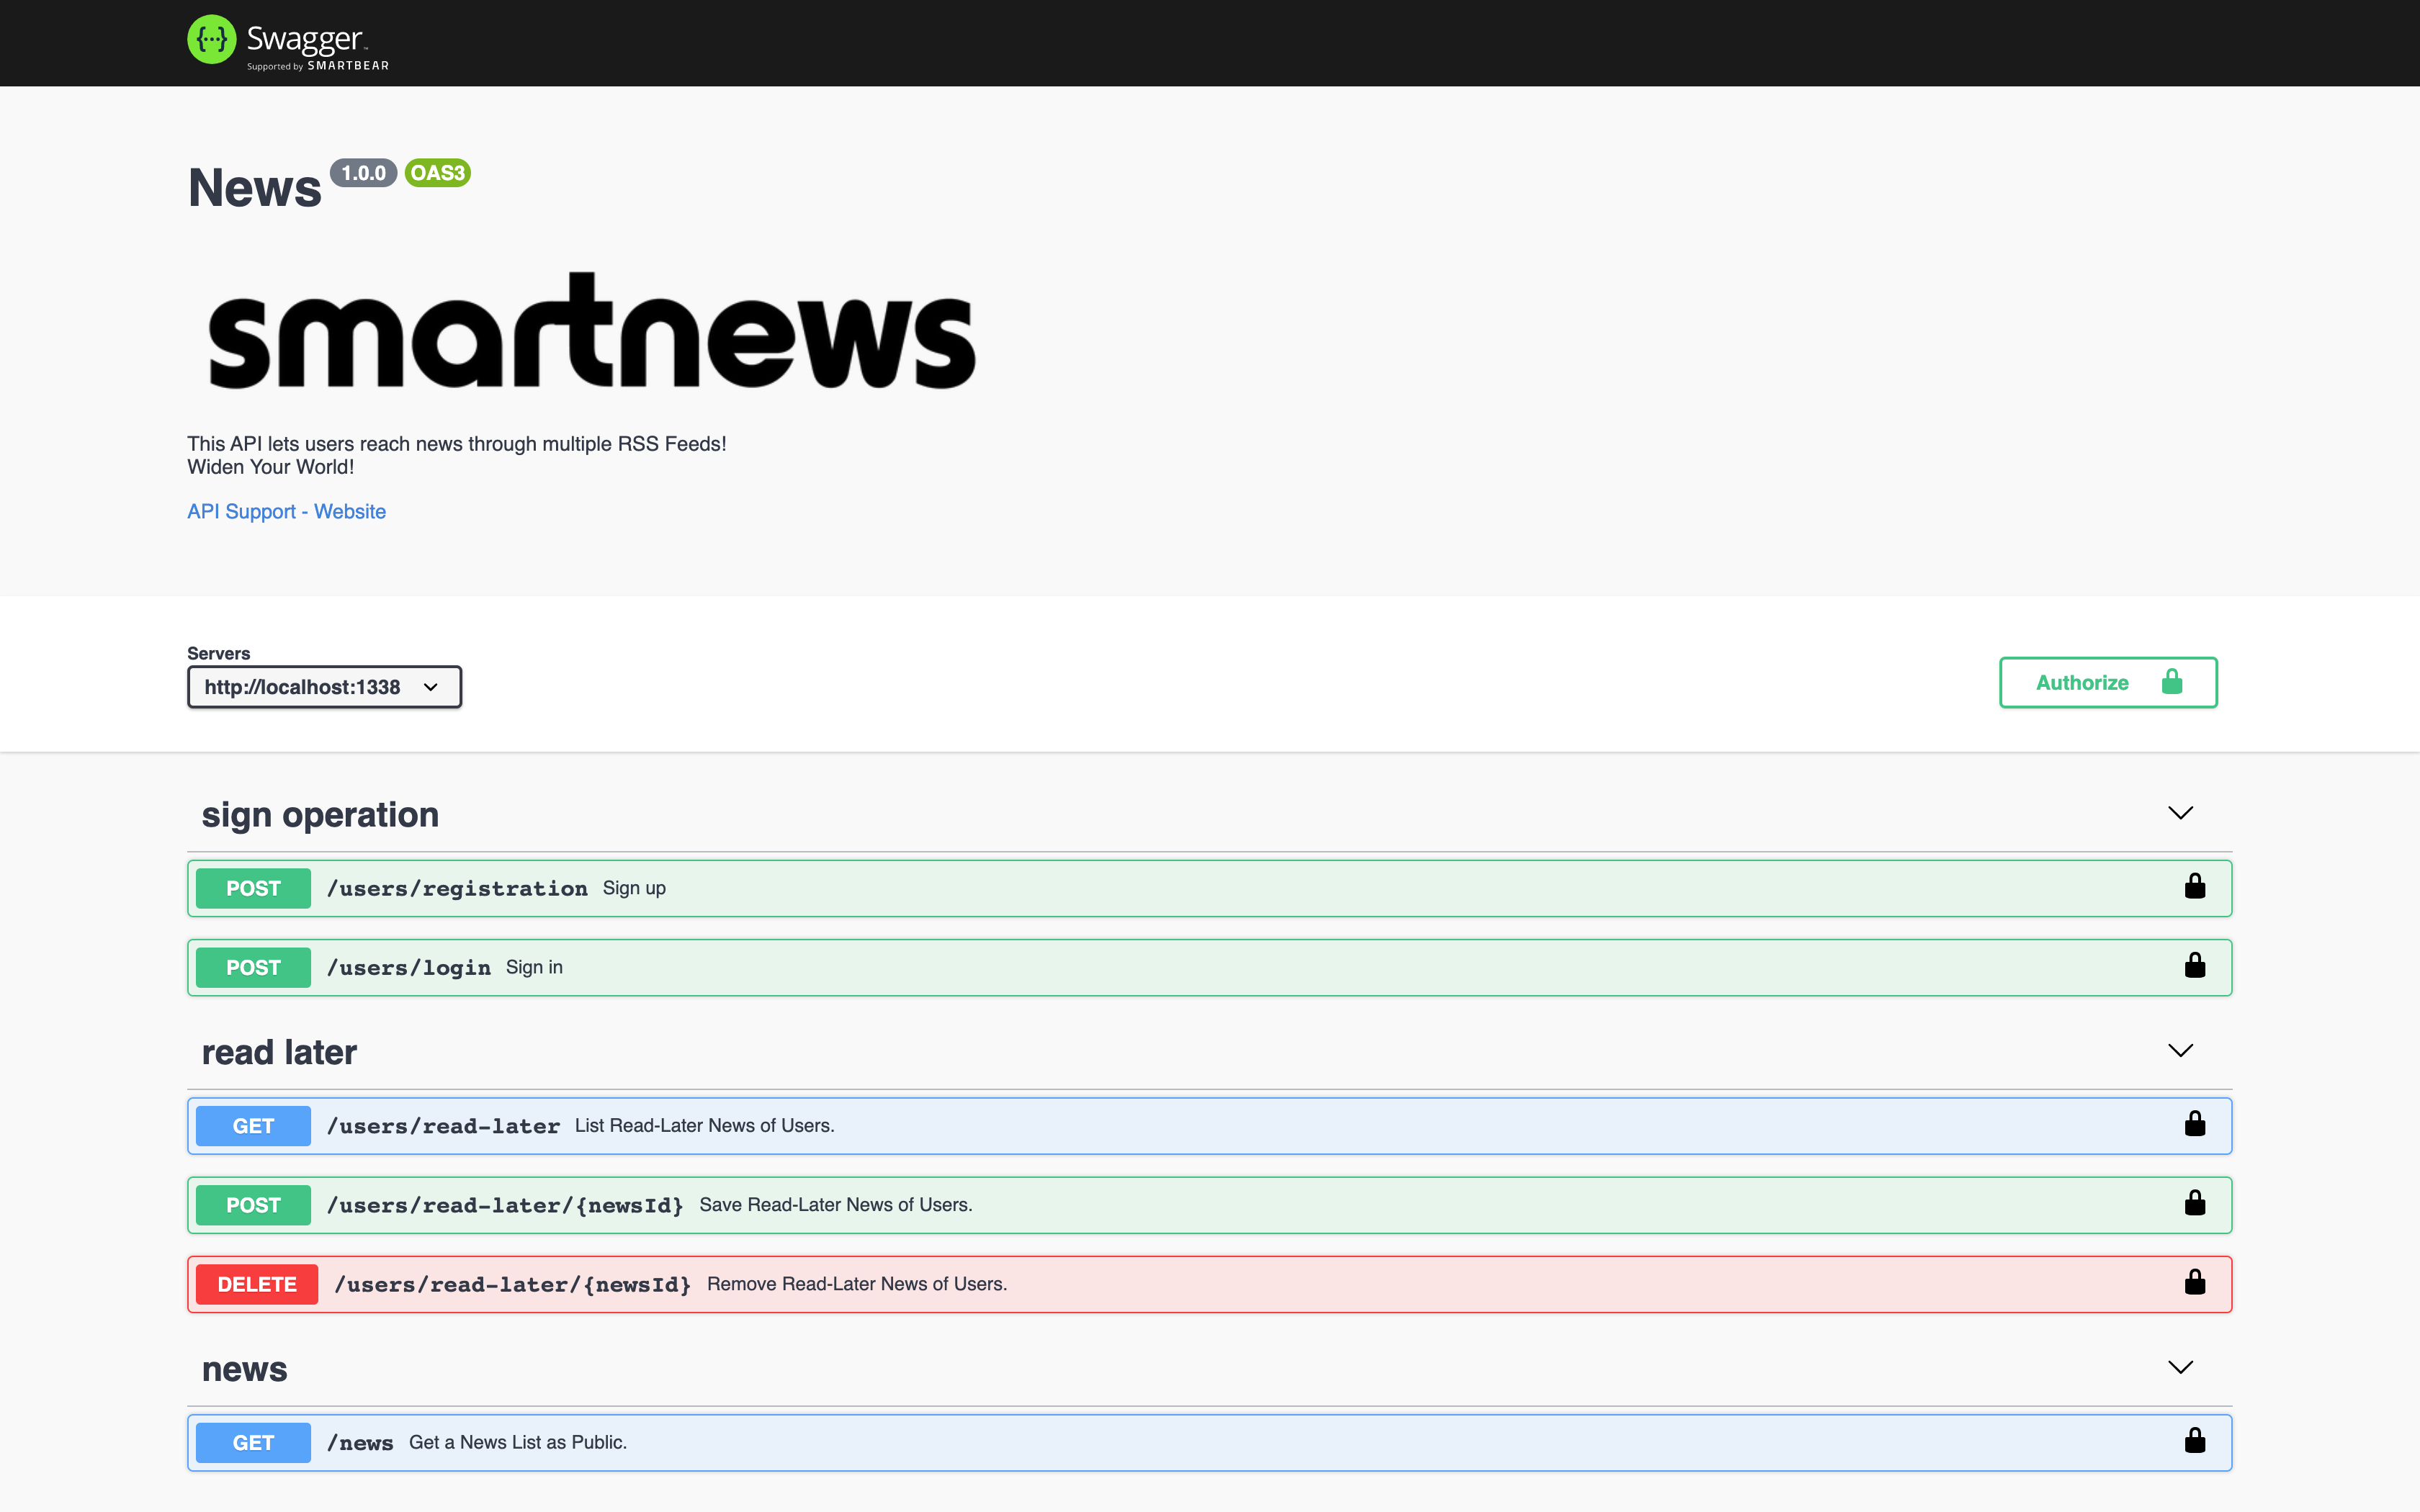 Swagger™
Supported by SMARTBEAR
News 1.0.0 OAS3
smartnews
This API lets users reach news through multiple RSS Feeds!
Widen Your World!
API Support - Website
Servers
http://localhost:1338
Authorize
sign operation
POST /users/registration Sign up
POST /users/login Sign in
read later
GET /users/read-later List Read-Later News of Users.
POST /users/read-later/{newsId} Save Read-Later News of Users.
DELETE /users/read-later/{newsId} Remove Read-Later News of Users.
news
GET /news Get a News List as Public.